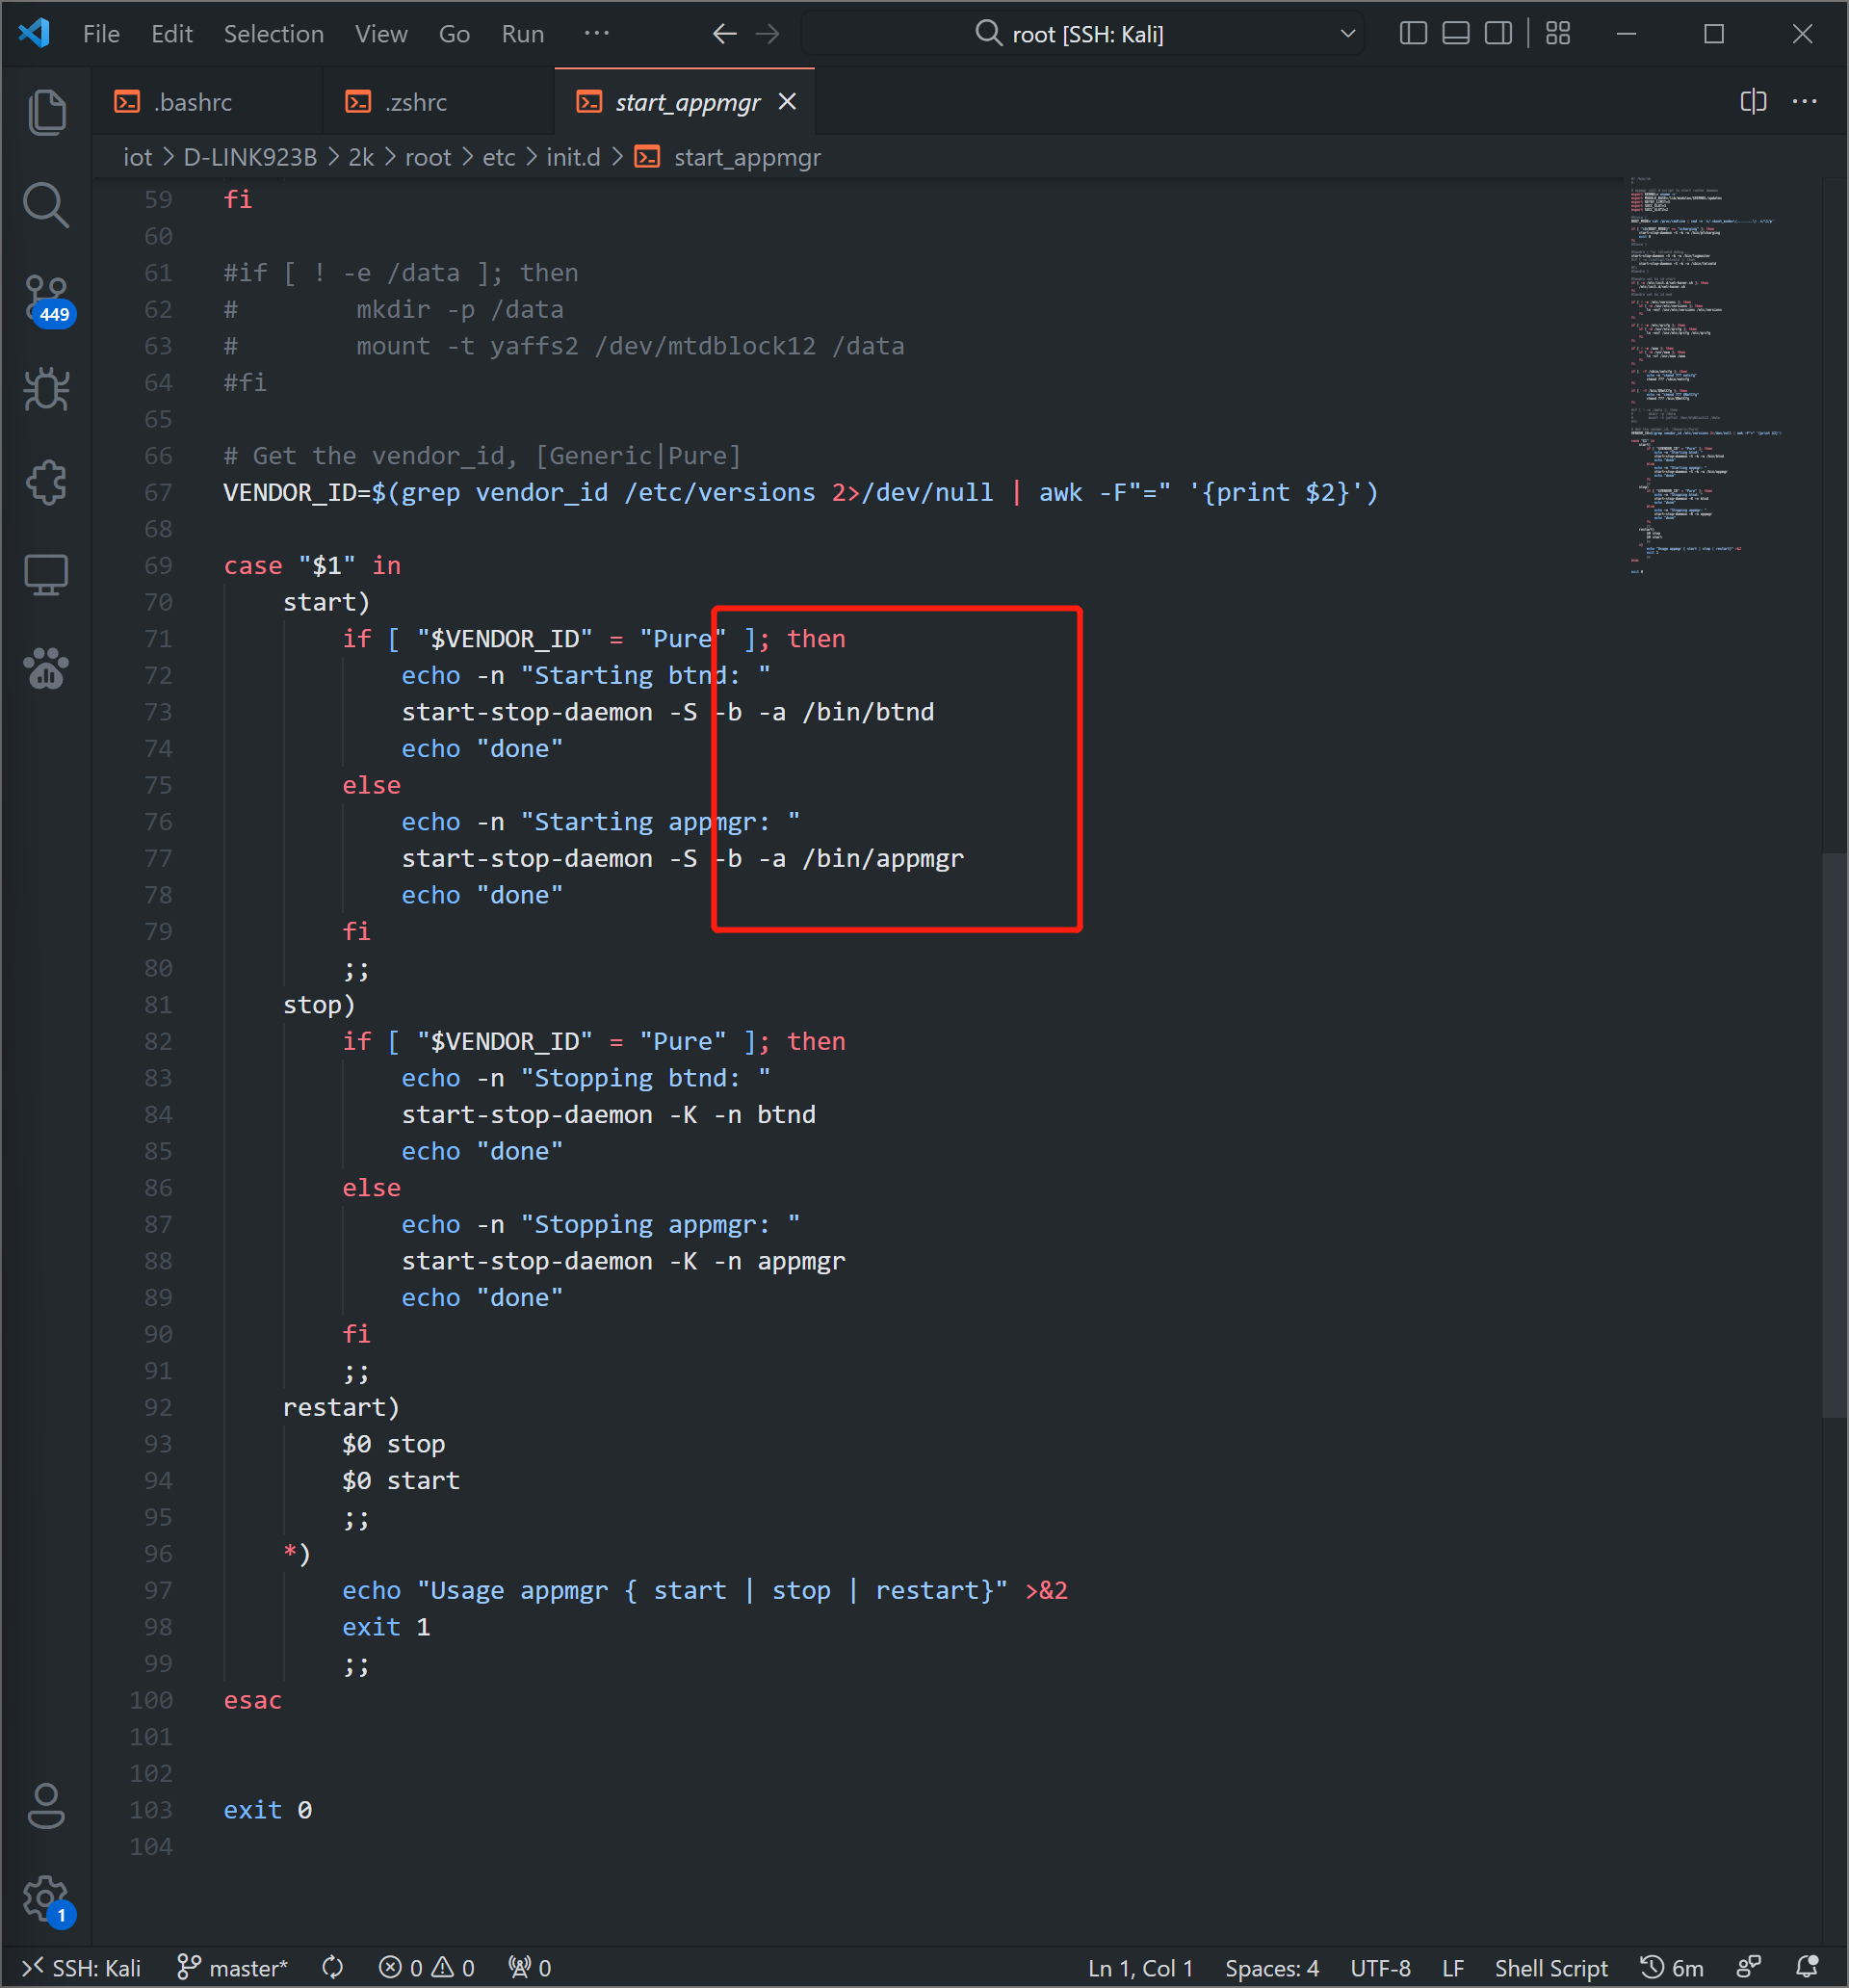 File Edit Selection View Go Run ··· root [SSH: Kali]
.bashrc .zshrc start_appmgr
iot > D-LINK923B > 2k > root > etc > init.d > start_appmgr
449
59 fi
60
61 #if [ ! -e /data ]; then
62 #        mkdir -p /data
63 #        mount -t yaffs2 /dev/mtdblock12 /data
64 #fi
65
66 # Get the vendor_id, [Generic|Pure]
67 VENDOR_ID=$(grep vendor_id /etc/versions 2>/dev/null | awk -F"=" '{print $2}')
68
69 case "$1" in
70     start)
71         if [ "$VENDOR_ID" = "Pure" ]; then
72             echo -n "Starting btnd: "
73             start-stop-daemon -S -b -a /bin/btnd
74             echo "done"
75         else
76             echo -n "Starting appmgr: "
77             start-stop-daemon -S -b -a /bin/appmgr
78             echo "done"
79         fi
80         ;;
81     stop)
82         if [ "$VENDOR_ID" = "Pure" ]; then
83             echo -n "Stopping btnd: "
84             start-stop-daemon -K -n btnd
85             echo "done"
86         else
87             echo -n "Stopping appmgr: "
88             start-stop-daemon -K -n appmgr
89             echo "done"
90         fi
91         ;;
92     restart)
93         $0 stop
94         $0 start
95         ;;
96     *)
97         echo "Usage appmgr { start | stop | restart}" >&2
98         exit 1
99         ;;
100 esac
101
102
103 exit 0
104
1
SSH: Kali master* 0 0 0 Ln 1, Col 1 Spaces: 4 UTF-8 LF Shell Script 6m